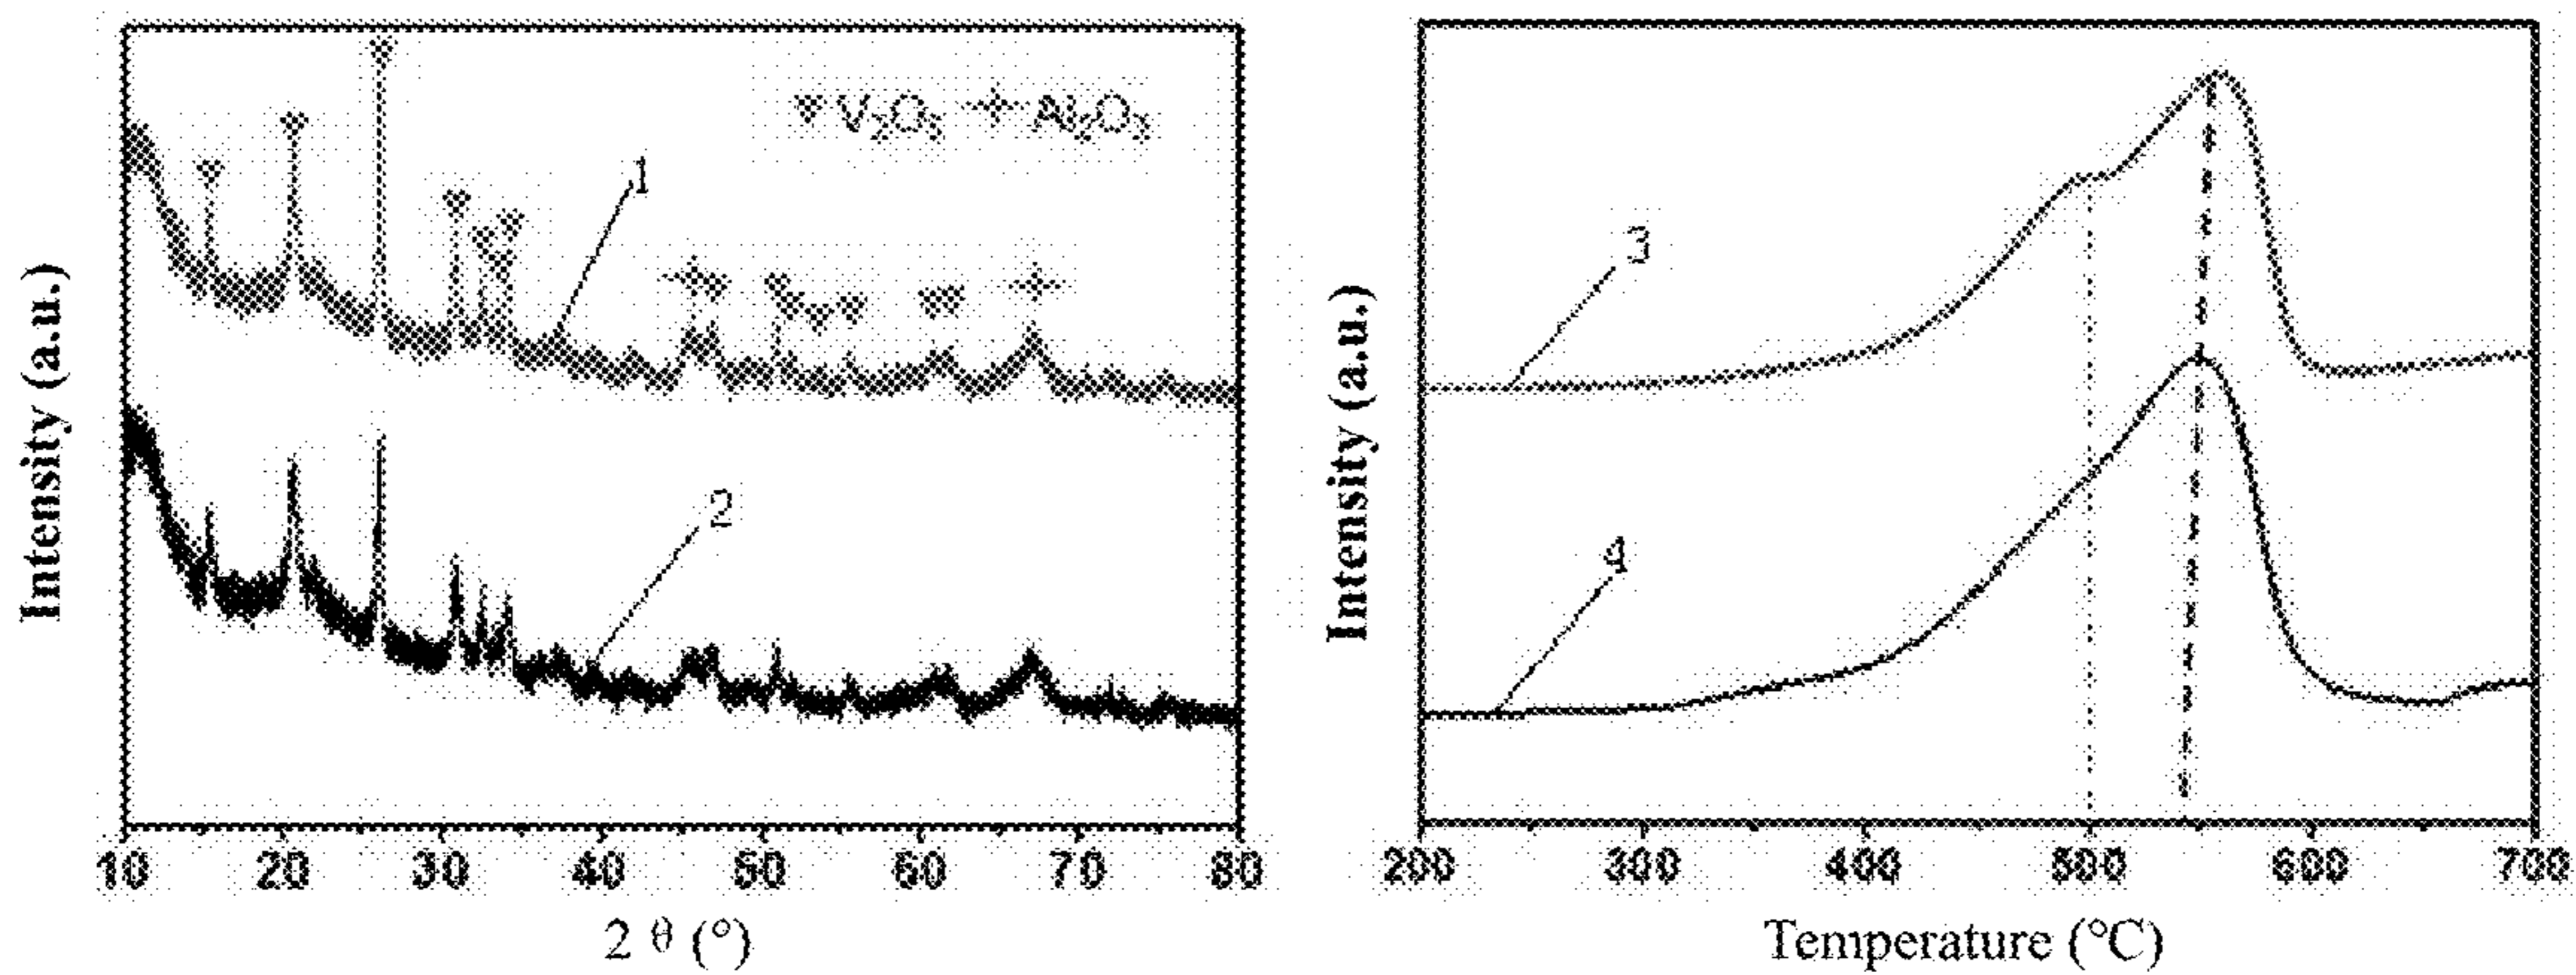 Intensity (a.u.)
V₂O₅ Al₂O₃
1
2
10 20 30 40 50 60 70 80
2 θ (°)
Intensity (a.u.)
3
4
200 300 400 500 600 700
Temperature (°C)